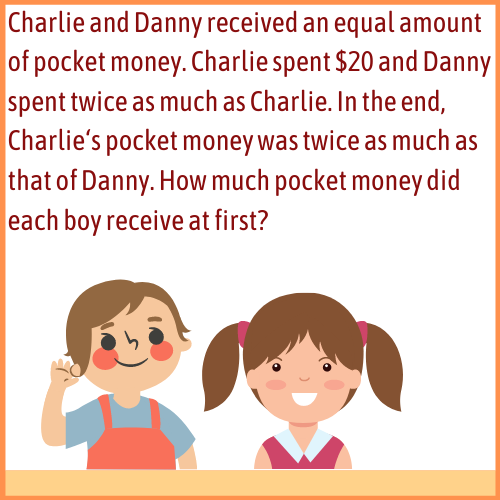 Charlie and Danny received an equal amount
of pocket money. Charlie spent $20 and Danny
spent twice as much as Charlie. In the end,
Charlie‘s pocket money was twice as much as
that of Danny. How much pocket money did
each boy receive at first?